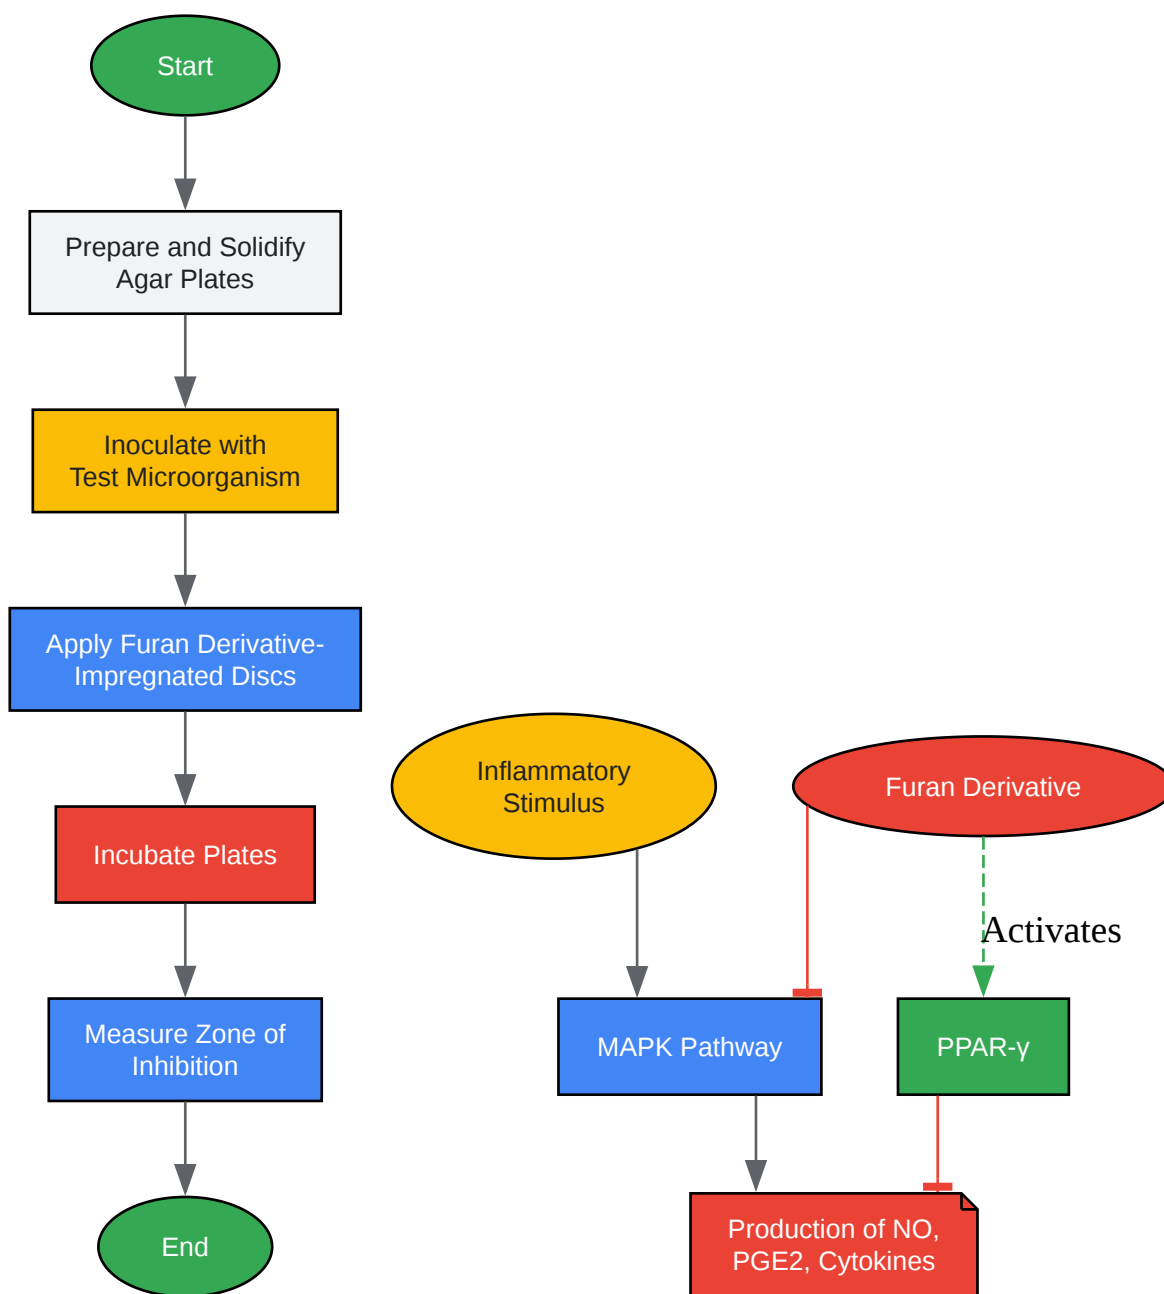 Start
Prepare and Solidify
Agar Plates
Inoculate with
Test Microorganism
Apply Furan Derivative-
Impregnated Discs
Incubate Plates
Measure Zone of
Inhibition
End
Inflammatory
Stimulus
Furan Derivative
Activates
MAPK Pathway
PPAR-γ
Production of NO,
PGE2, Cytokines